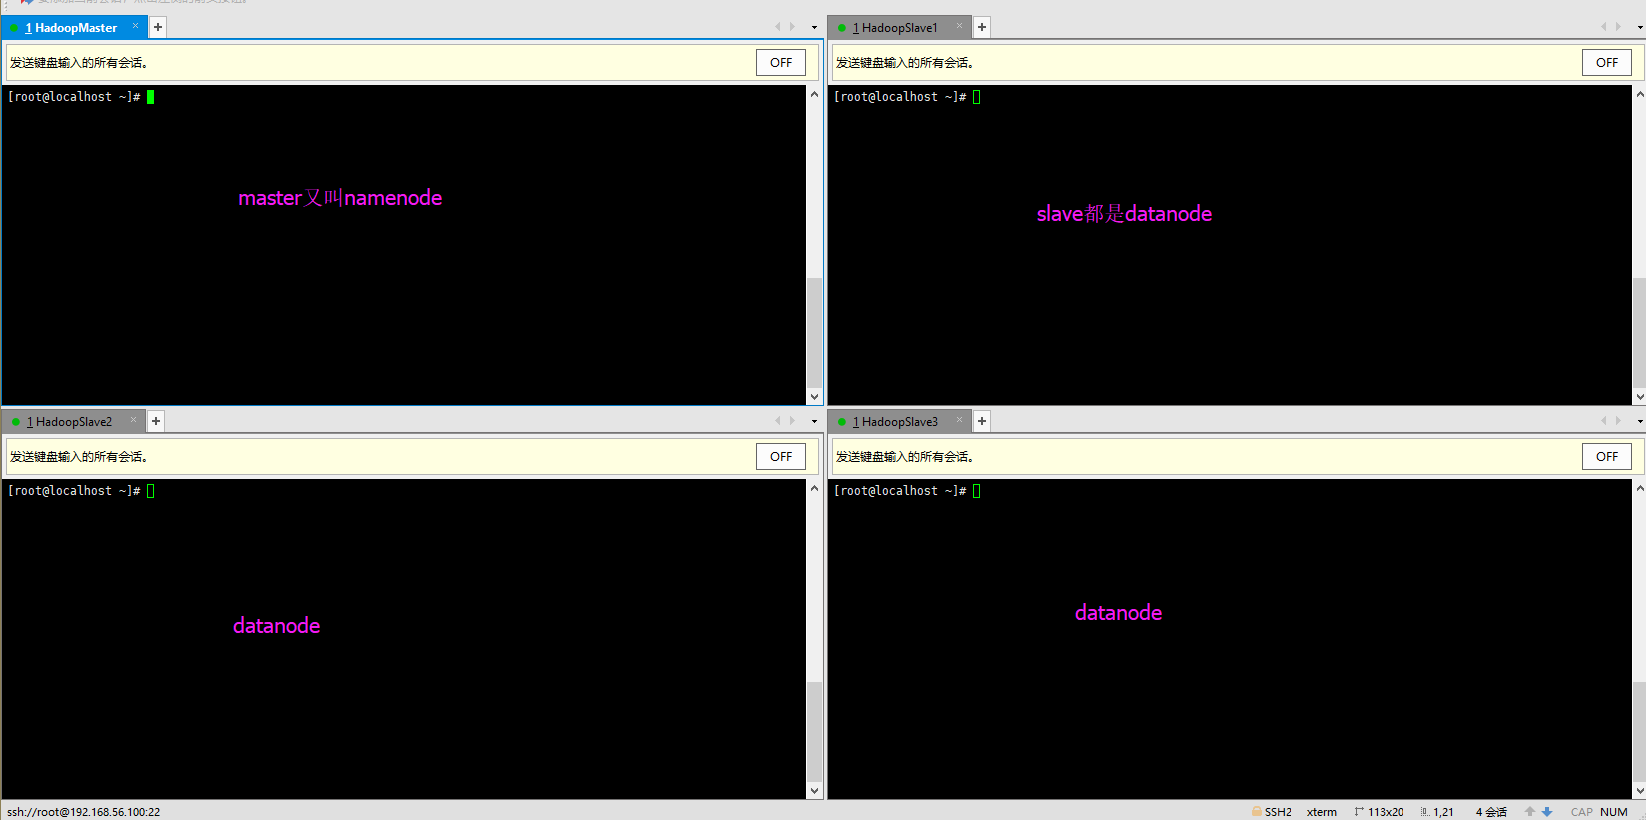 1 HadoopMaster
1 HadoopSlave1
发送键盘输入的所有会话。
OFF
发送键盘输入的所有会话。
OFF
[root@localhost ~]#
[root@localhost ~]#
master又叫namenode
slave都是datanode
1 HadoopSlave2
1 HadoopSlave3
发送键盘输入的所有会话。
OFF
发送键盘输入的所有会话。
OFF
[root@localhost ~]#
[root@localhost ~]#
datanode
datanode
ssh://root@192.168.56.100:22
SSH2
xterm
113x20
1,21
4 会话
CAP
NUM